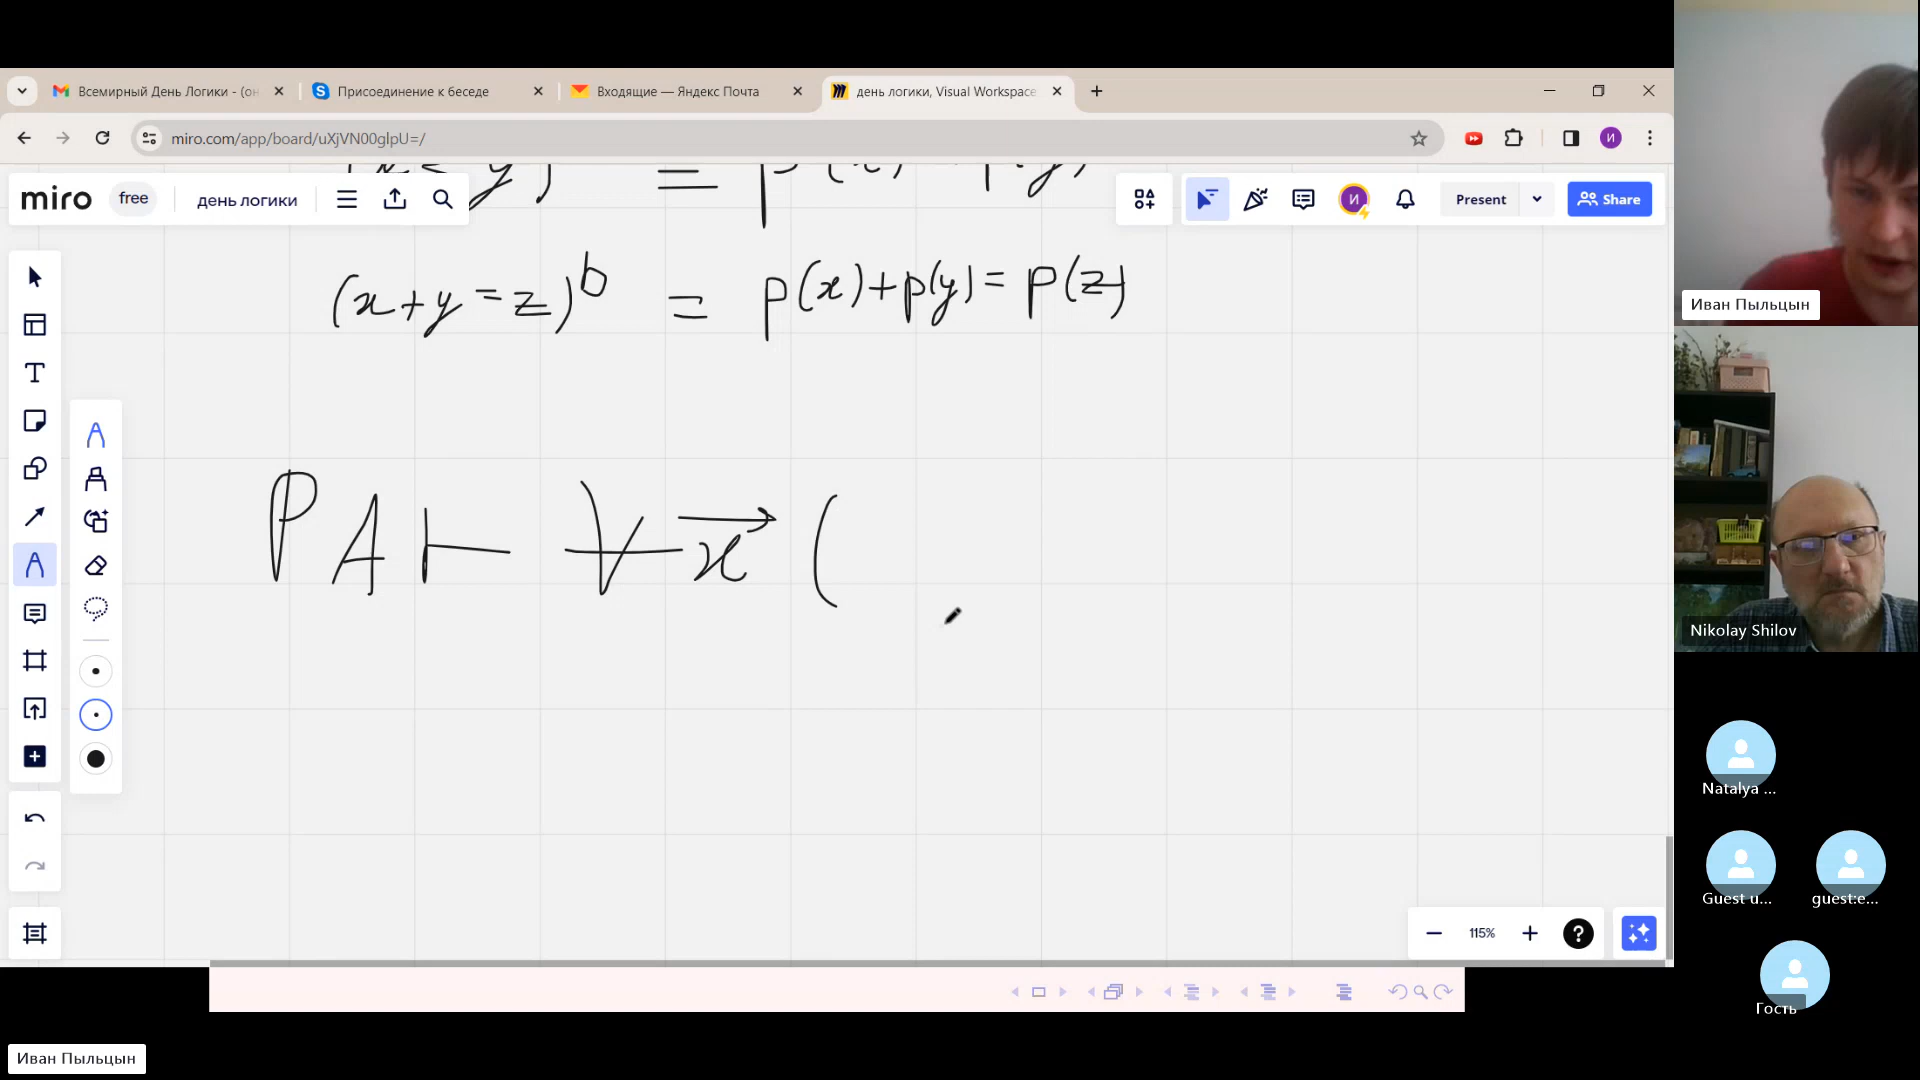 Всемирный День Логики - (он
Присоединение к беседе
Входящие — Яндекс Почта
день логики, Visual Workspace
miro.com/app/board/uXjVN00glpU=/
И
miro
free
день логики
И
Present
Share
(x+y=z)^b = p(x)+p(y)=p(z)
PA ⊢ ∀x⃗ (
T
115%
?
Иван Пыльцын
Nikolay Shilov
Natalya ...
Guest u...
guest:e...
Гость
Иван Пыльцын